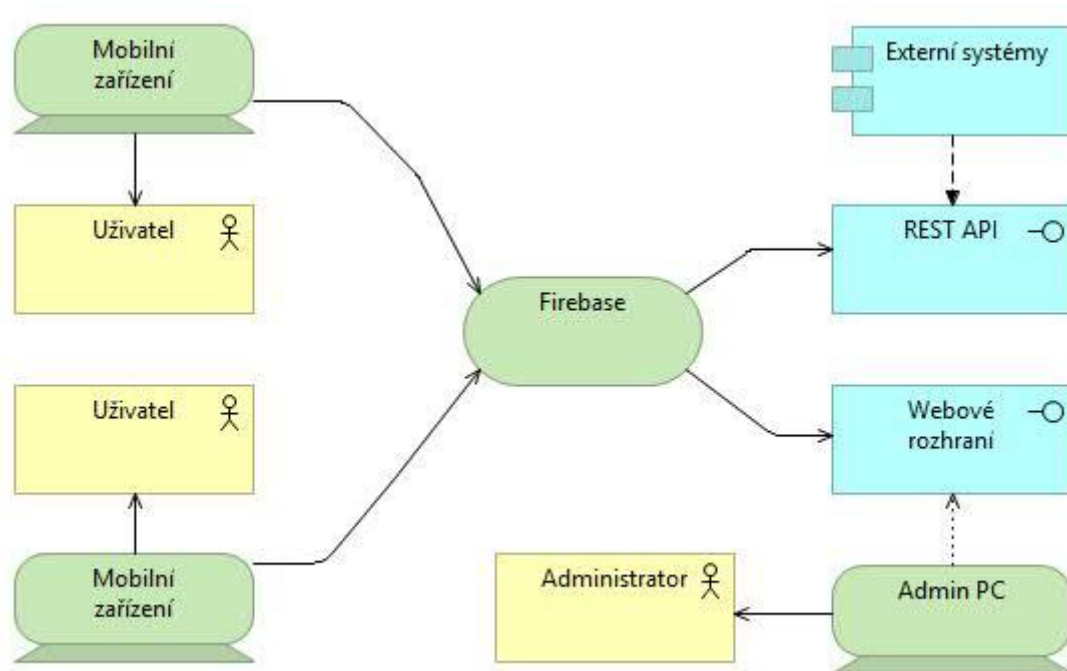 Mobilní
zařízení
Externí systémy
Uživatel
REST API
Firebase
Uživatel
Webové
rozhraní
Mobilní
zařízení
Administrator
Admin PC